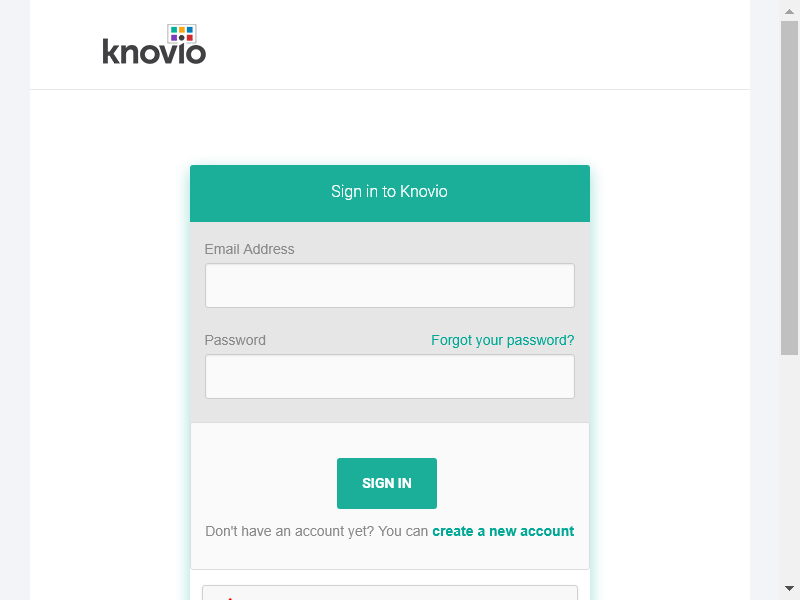 knovio
Sign in to Knovio
Email Address
Password
Forgot your password?
SIGN IN
Don't have an account yet? You can create a new account